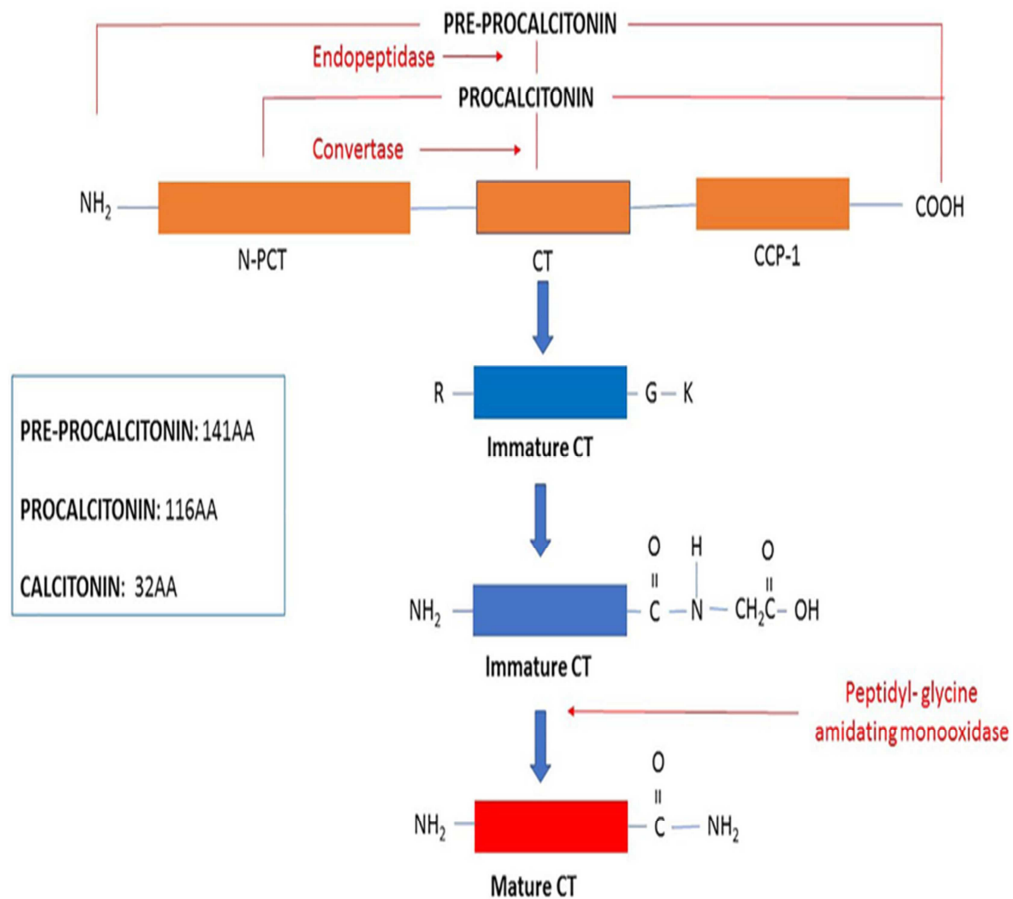 PRE-PROCALCITONIN
Endopeptidase
PROCALCITONIN
Convertase
NH₂
COOH
N-PCT
CT
CCP-1
R
G
K
Immature CT
PRE-PROCALCITONIN: 141AA
PROCALCITONIN: 116AA
CALCITONIN: 32AA
O H O
NH₂ C N CH₂C OH
Immature CT
Peptidyl- glycine
amidating monooxidase
O
NH₂ C NH₂
Mature CT